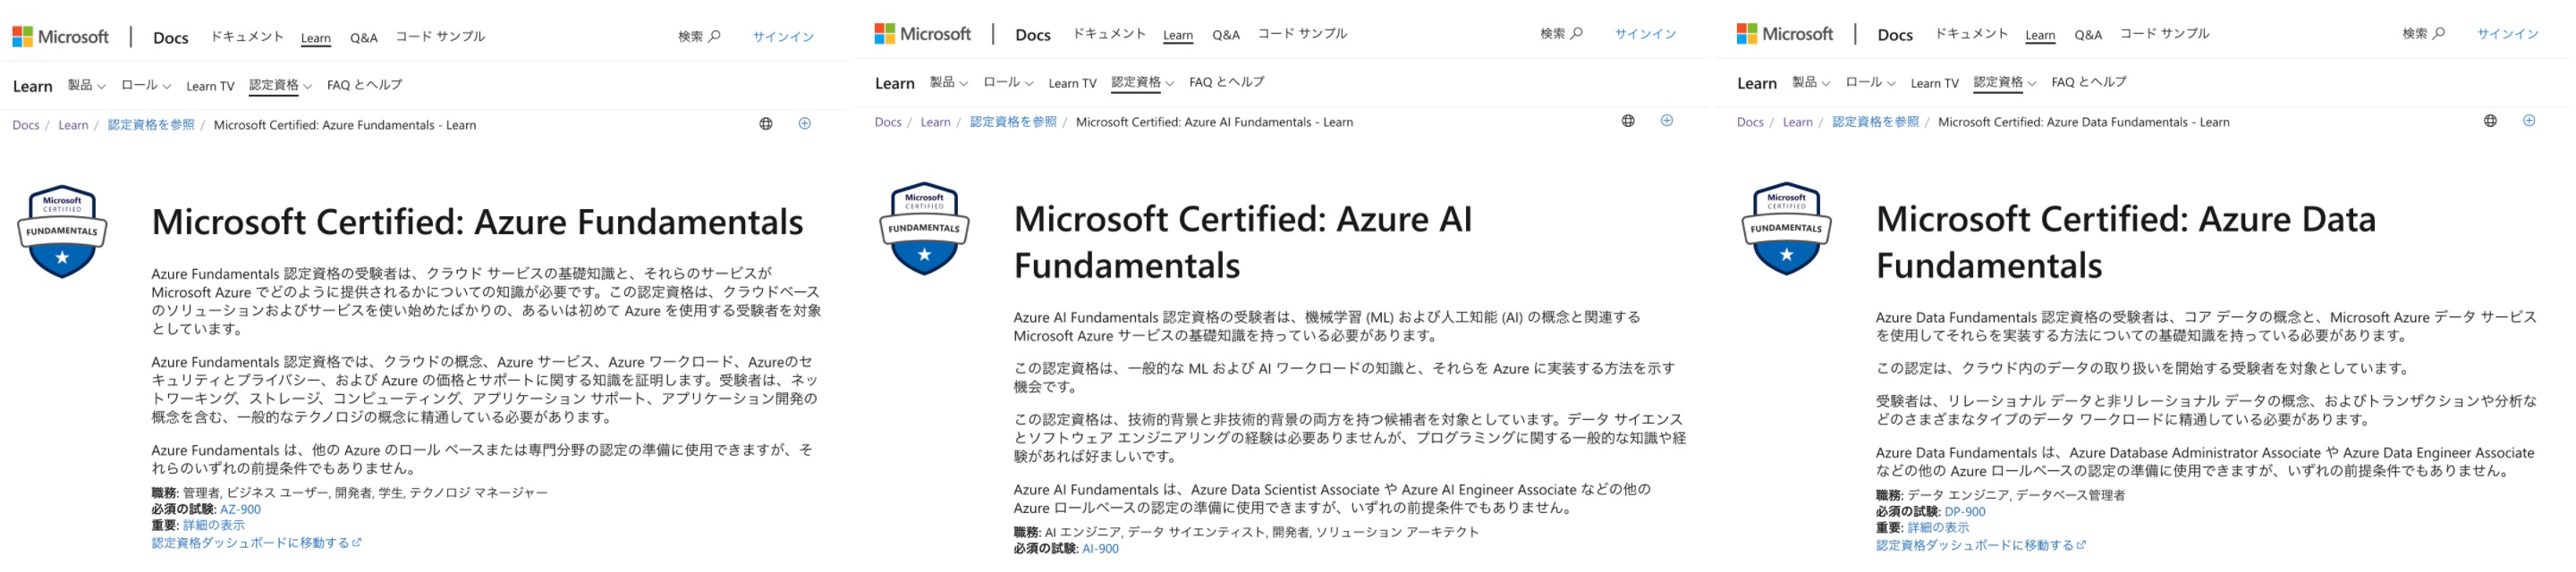 Microsoft | Docs ドキュメント Learn Q&A コード サンプル 検索 サインイン
Learn 製品 ロール Learn TV 認定資格 FAQ とヘルプ
Docs / Learn / 認定資格を参照 / Microsoft Certified: Azure Fundamentals - Learn
Microsoft
CERTIFIED
FUNDAMENTALS
Microsoft Certified: Azure Fundamentals
Azure Fundamentals 認定資格の受験者は、クラウド サービスの基礎知識と、それらのサービスが
Microsoft Azure でどのように提供されるかについての知識が必要です。この認定資格は、クラウドベース
のソリューションおよびサービスを使い始めたばかりの、あるいは初めて Azure を使用する受験者を対象
としています。
Azure Fundamentals 認定資格では、クラウドの概念、Azure サービス、Azure ワークロード、Azureのセ
キュリティとプライバシー、および Azure の価格とサポートに関する知識を証明します。受験者は、ネッ
トワーキング、ストレージ、コンピューティング、アプリケーション サポート、アプリケーション開発の
概念を含む、一般的なテクノロジの概念に精通している必要があります。
Azure Fundamentals は、他の Azure のロール ベースまたは専門分野の認定の準備に使用できますが、そ
れらのいずれの前提条件でもありません。
職務: 管理者, ビジネス ユーザー, 開発者, 学生, テクノロジ マネージャー
必須の試験: AZ-900
重要: 詳細の表示
認定資格ダッシュボードに移動する
Microsoft | Docs ドキュメント Learn Q&A コード サンプル 検索 サインイン
Learn 製品 ロール Learn TV 認定資格 FAQ とヘルプ
Docs / Learn / 認定資格を参照 / Microsoft Certified: Azure AI Fundamentals - Learn
Microsoft
CERTIFIED
FUNDAMENTALS
Microsoft Certified: Azure AI
Fundamentals
Azure AI Fundamentals 認定資格の受験者は、機械学習 (ML) および人工知能 (AI) の概念と関連する
Microsoft Azure サービスの基礎知識を持っている必要があります。
この認定資格は、一般的な ML および AI ワークロードの知識と、それらを Azure に実装する方法を示す
機会です。
この認定資格は、技術的背景と非技術的背景の両方を持つ候補者を対象としています。データ サイエンス
とソフトウェア エンジニアリングの経験は必要ありませんが、プログラミングに関する一般的な知識や経
験があれば好ましいです。
Azure AI Fundamentals は、Azure Data Scientist Associate や Azure AI Engineer Associate などの他の
Azure ロールベースの認定の準備に使用できますが、いずれの前提条件でもありません。
職務: AI エンジニア, データ サイエンティスト, 開発者, ソリューション アーキテクト
必須の試験: AI-900
Microsoft | Docs ドキュメント Learn Q&A コード サンプル 検索 サインイン
Learn 製品 ロール Learn TV 認定資格 FAQ とヘルプ
Docs / Learn / 認定資格を参照 / Microsoft Certified: Azure Data Fundamentals - Learn
Microsoft
CERTIFIED
FUNDAMENTALS
Microsoft Certified: Azure Data
Fundamentals
Azure Data Fundamentals 認定資格の受験者は、コア データの概念と、Microsoft Azure データ サービス
を使用してそれらを実装する方法についての基礎知識を持っている必要があります。
この認定は、クラウド内のデータの取り扱いを開始する受験者を対象としています。
受験者は、リレーショナル データと非リレーショナル データの概念、およびトランザクションや分析な
どのさまざまなタイプのデータ ワークロードに精通している必要があります。
Azure Data Fundamentals は、Azure Database Administrator Associate や Azure Data Engineer Associate
などの他の Azure ロールベースの認定の準備に使用できますが、いずれの前提条件でもありません。
職務: データ エンジニア, データベース管理者
必須の試験: DP-900
重要: 詳細の表示
認定資格ダッシュボードに移動する